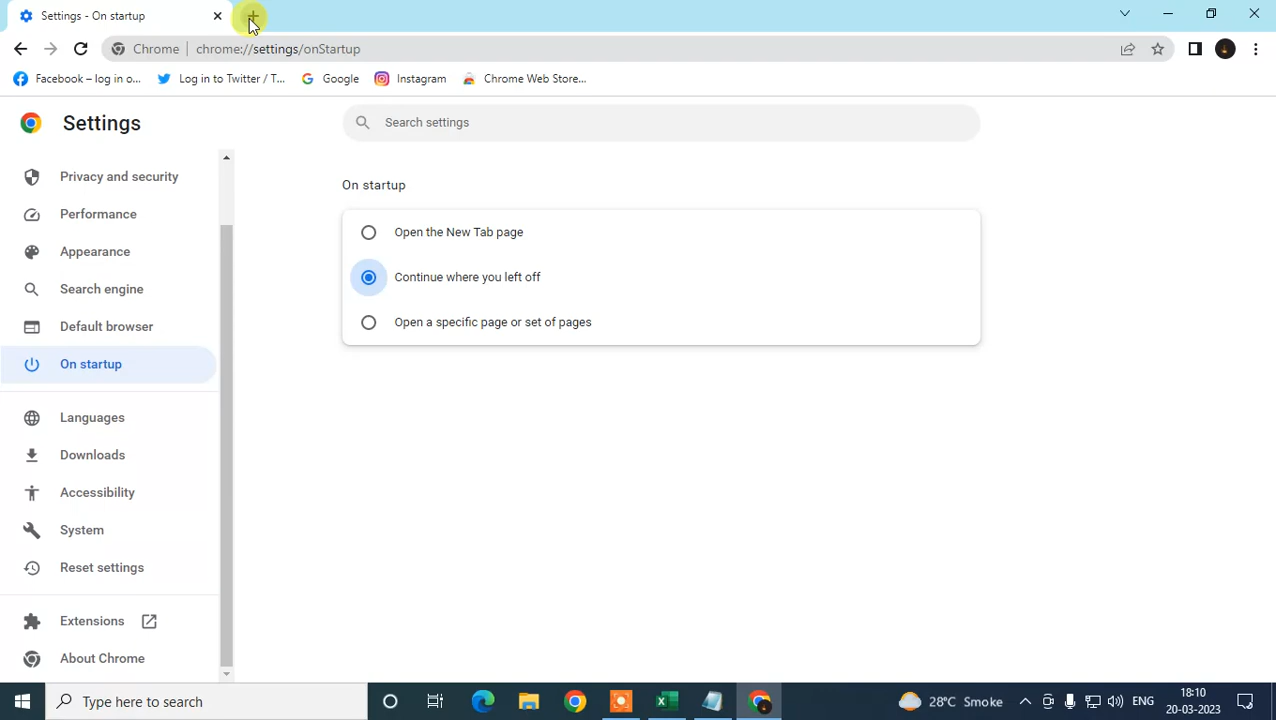 Settings - On startup
Chrome chrome://settings/onStartup
Facebook – log in o... Log in to Twitter / T... Google Instagram Chrome Web Store...
Settings
Search settings
Privacy and security
Performance
Appearance
Search engine
Default browser
On startup
Languages
Downloads
Accessibility
System
Reset settings
Extensions
About Chrome
On startup
Open the New Tab page
Continue where you left off
Open a specific page or set of pages
Type here to search
28°C Smoke
ENG
18:10
20-03-2023